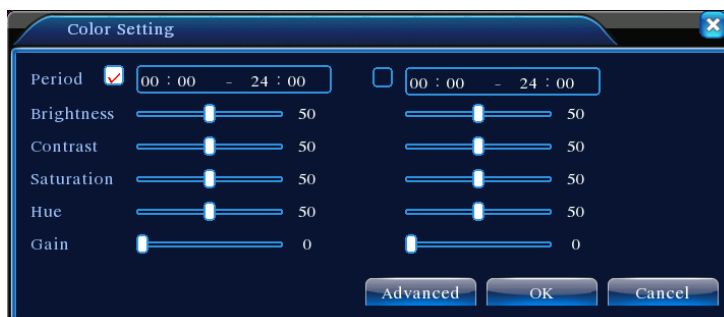 Color Setting
Period 00 : 00 - 24 : 00 00 : 00 - 24 : 00
Brightness 50 50
Contrast 50 50
Saturation 50 50
Hue 50 50
Gain 0 0
Advanced OK Cancel